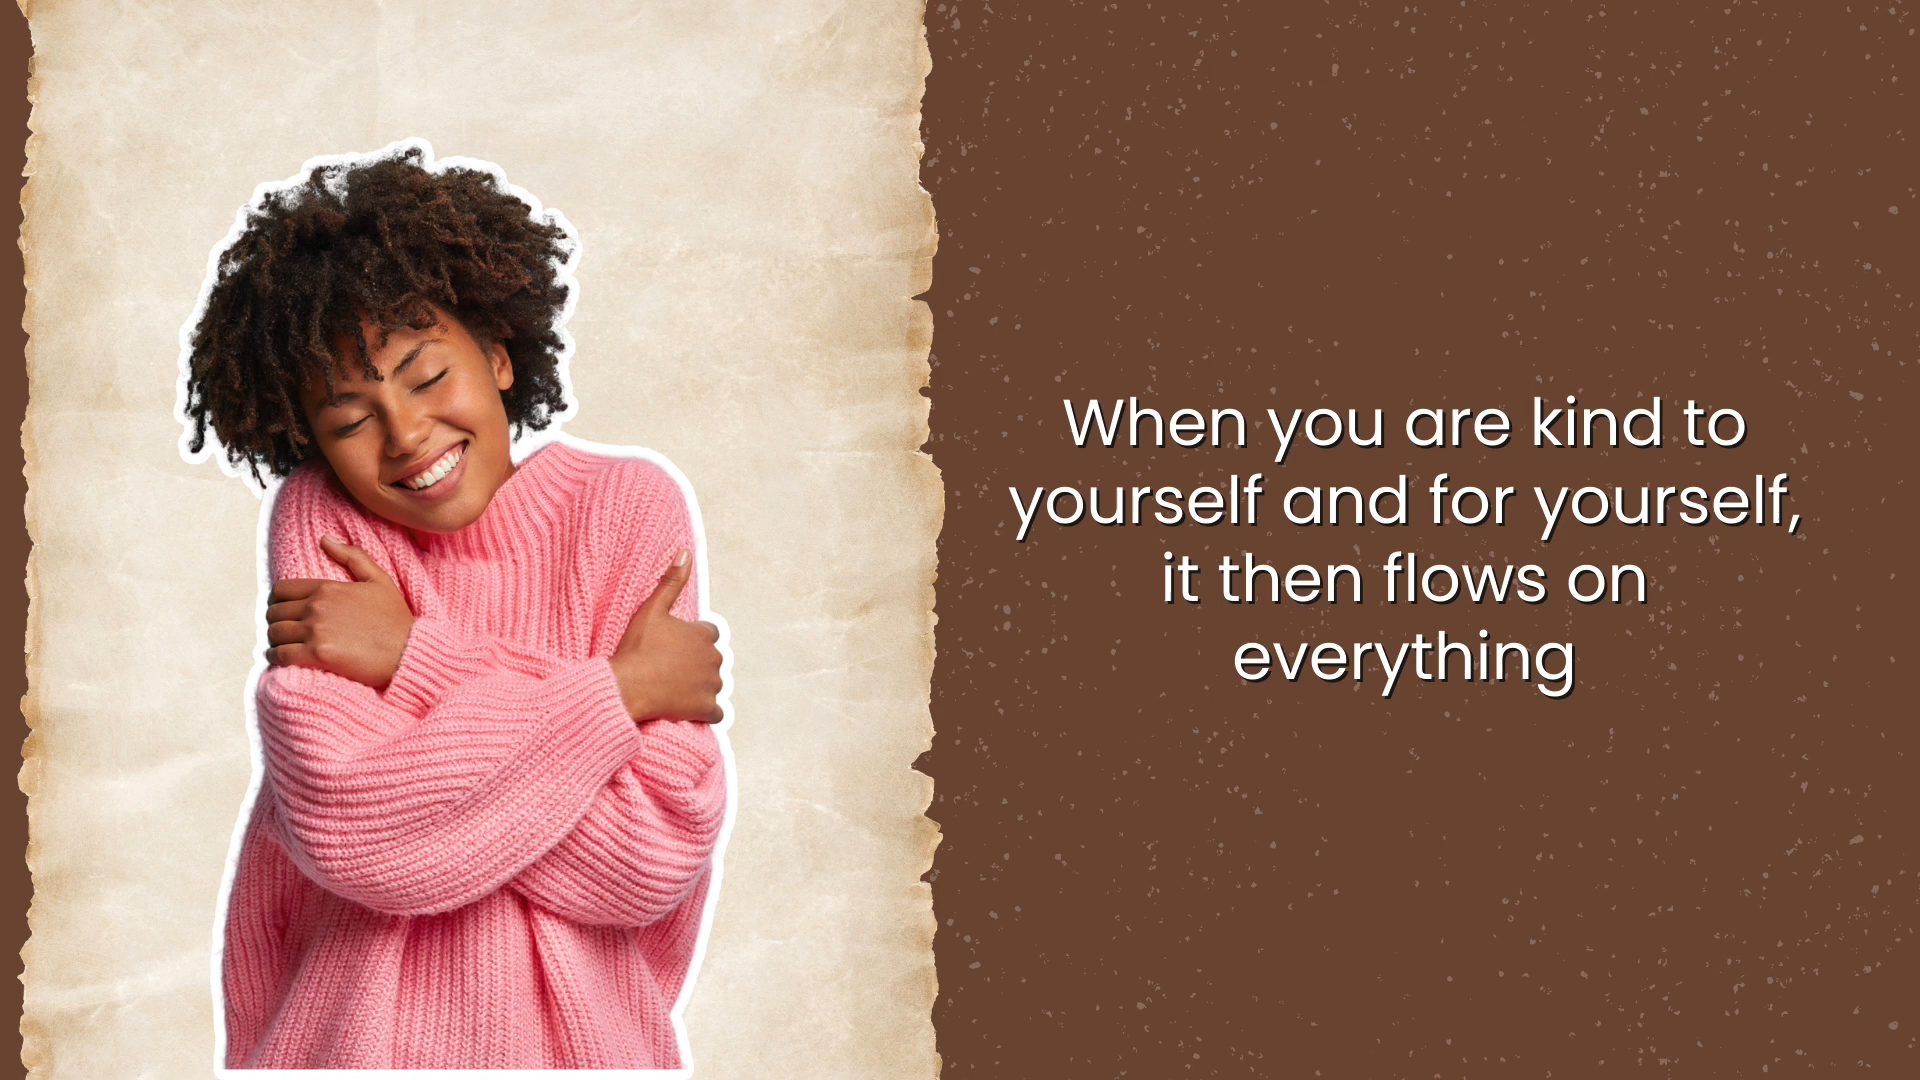 When you are kind to
yourself and for yourself,
it then flows on
everything